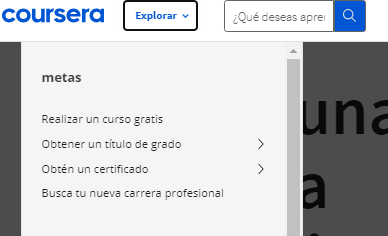 coursera
Explorar
¿Qué deseas apren
metas
Realizar un curso gratis
Obtener un título de grado
Obtén un certificado
Busca tu nueva carrera profesional
una
a